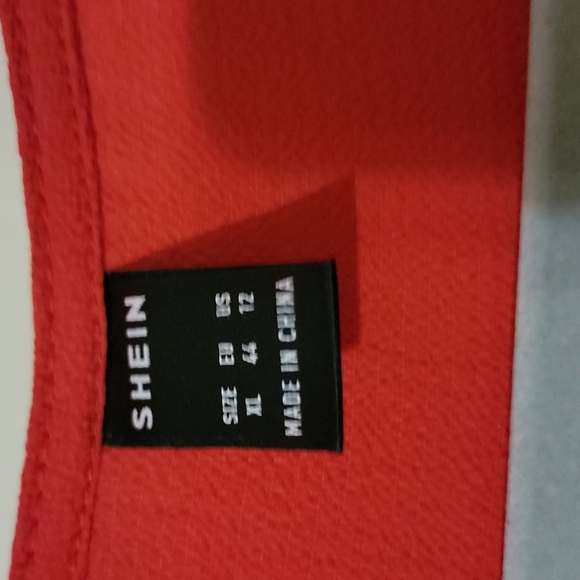 SHEIN
SIZE EU US
XL 44 12
MADE IN CHINA